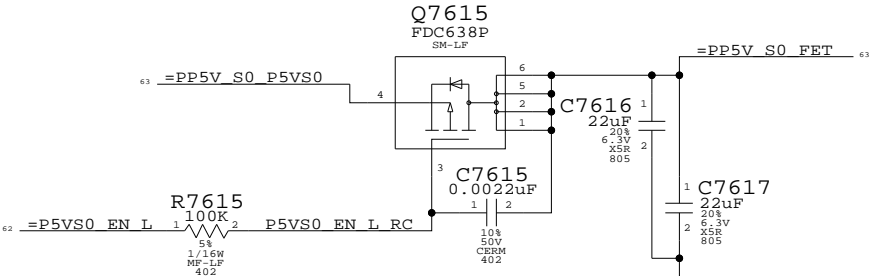 Q7615
FDC638P
SM-LF
63 =PP5V_S0_P5VS0
4
6
5
2
1
3
=PP5V_S0_FET 63
C7616
22uF
20%
6.3V
X5R
805
1
2
C7615
0.0022uF
1 2
10%
50V
CERM
402
C7617
22uF
20%
6.3V
X5R
805
1
2
R7615
100K
62 =P5VS0_EN_L 1 2 P5VS0_EN_L_RC
5%
1/16W
MF-LF
402